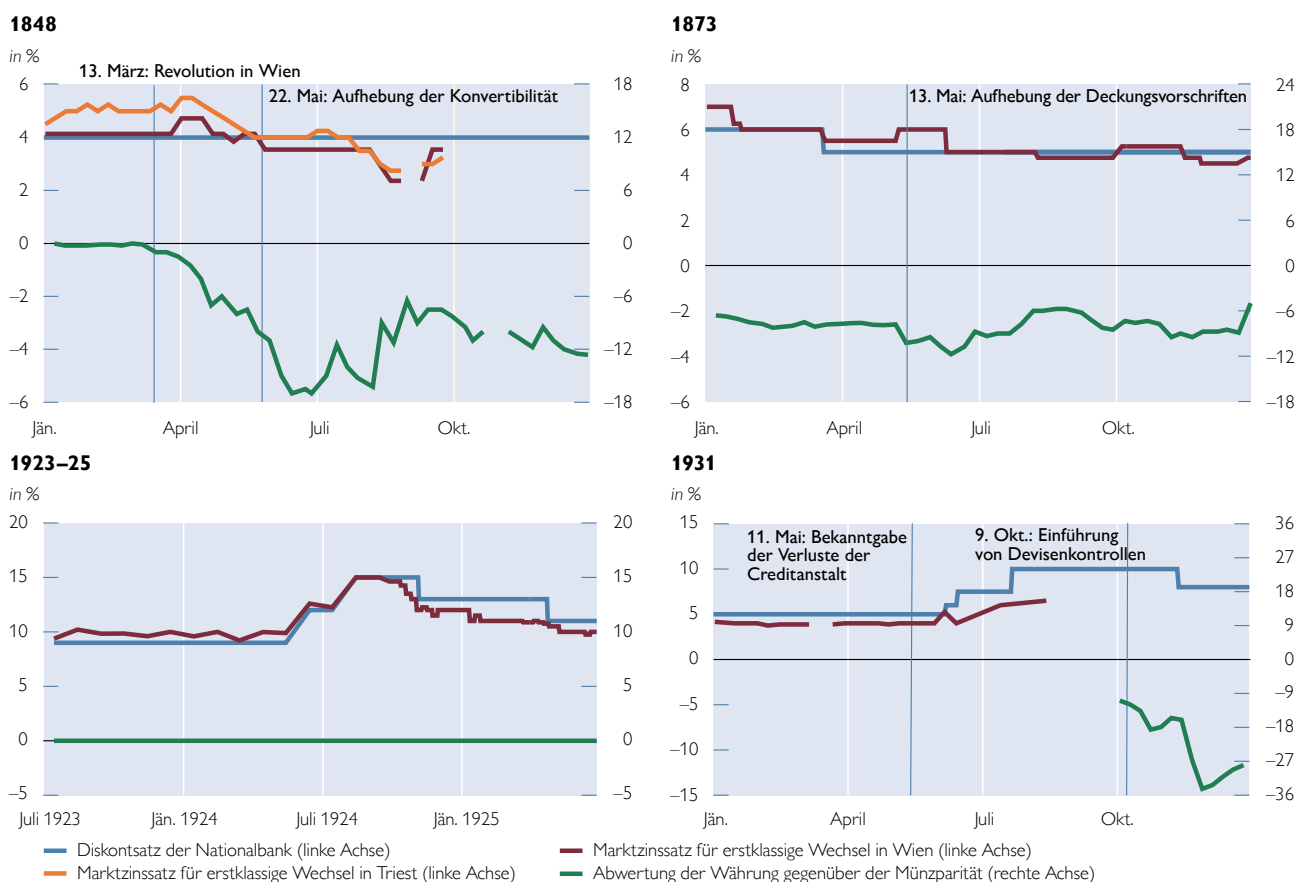 1848
in %
13. März: Revolution in Wien
22. Mai: Aufhebung der Konvertibilität
6 18
4 12
2 6
0 0
–2 –6
–4 –12
–6 –18
Jän. April Juli Okt.
1873
in %
13. Mai: Aufhebung der Deckungsvorschriften
8 24
6 18
4 12
2 6
0 0
–2 –6
–4 –12
–6 –18
Jän. April Juli Okt.
1923–25
in %
20 20
15 15
10 10
5 5
0 0
–5 –5
Juli 1923 Jän. 1924 Juli 1924 Jän. 1925
1931
in %
11. Mai: Bekanntgabe
der Verluste der
Creditanstalt
9. Okt.: Einführung
von Devisenkontrollen
15 36
27
10
18
5 9
0 0
–9
–5
–18
–10
–27
–15 –36
Jän. April Juli Okt.
Diskontsatz der Nationalbank (linke Achse)
Marktzinssatz für erstklassige Wechsel in Wien (linke Achse)
Marktzinssatz für erstklassige Wechsel in Triest (linke Achse)
Abwertung der Währung gegenüber der Münzparität (rechte Achse)